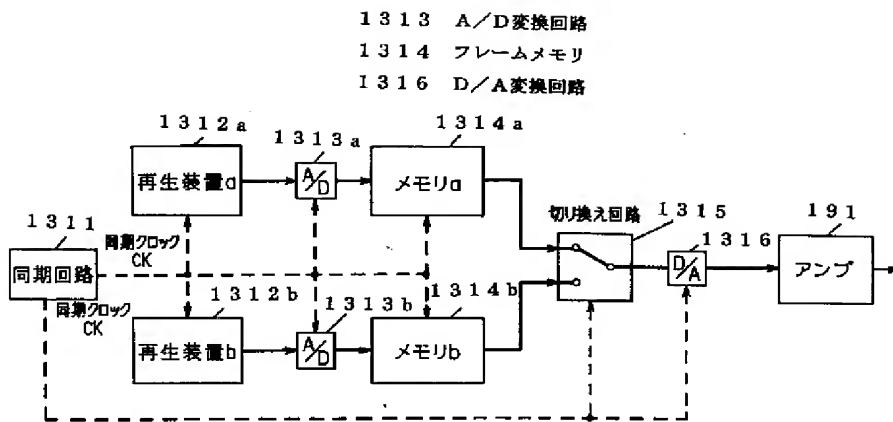 １３１３ A／D変換回路
１３１４ フレームメモリ
１３１６ D／A変換回路
１３１２a
１３１３a
１３１４a
再生装置a
A/D
メモリa
１３１１
同期クロック
CK
切り換え回路
１３１５
１３１６
１９１
同期回路
D/A
アンプ
同期クロック
CK
１３１２b
１３１３b
１３１４b
再生装置b
A/D
メモリb